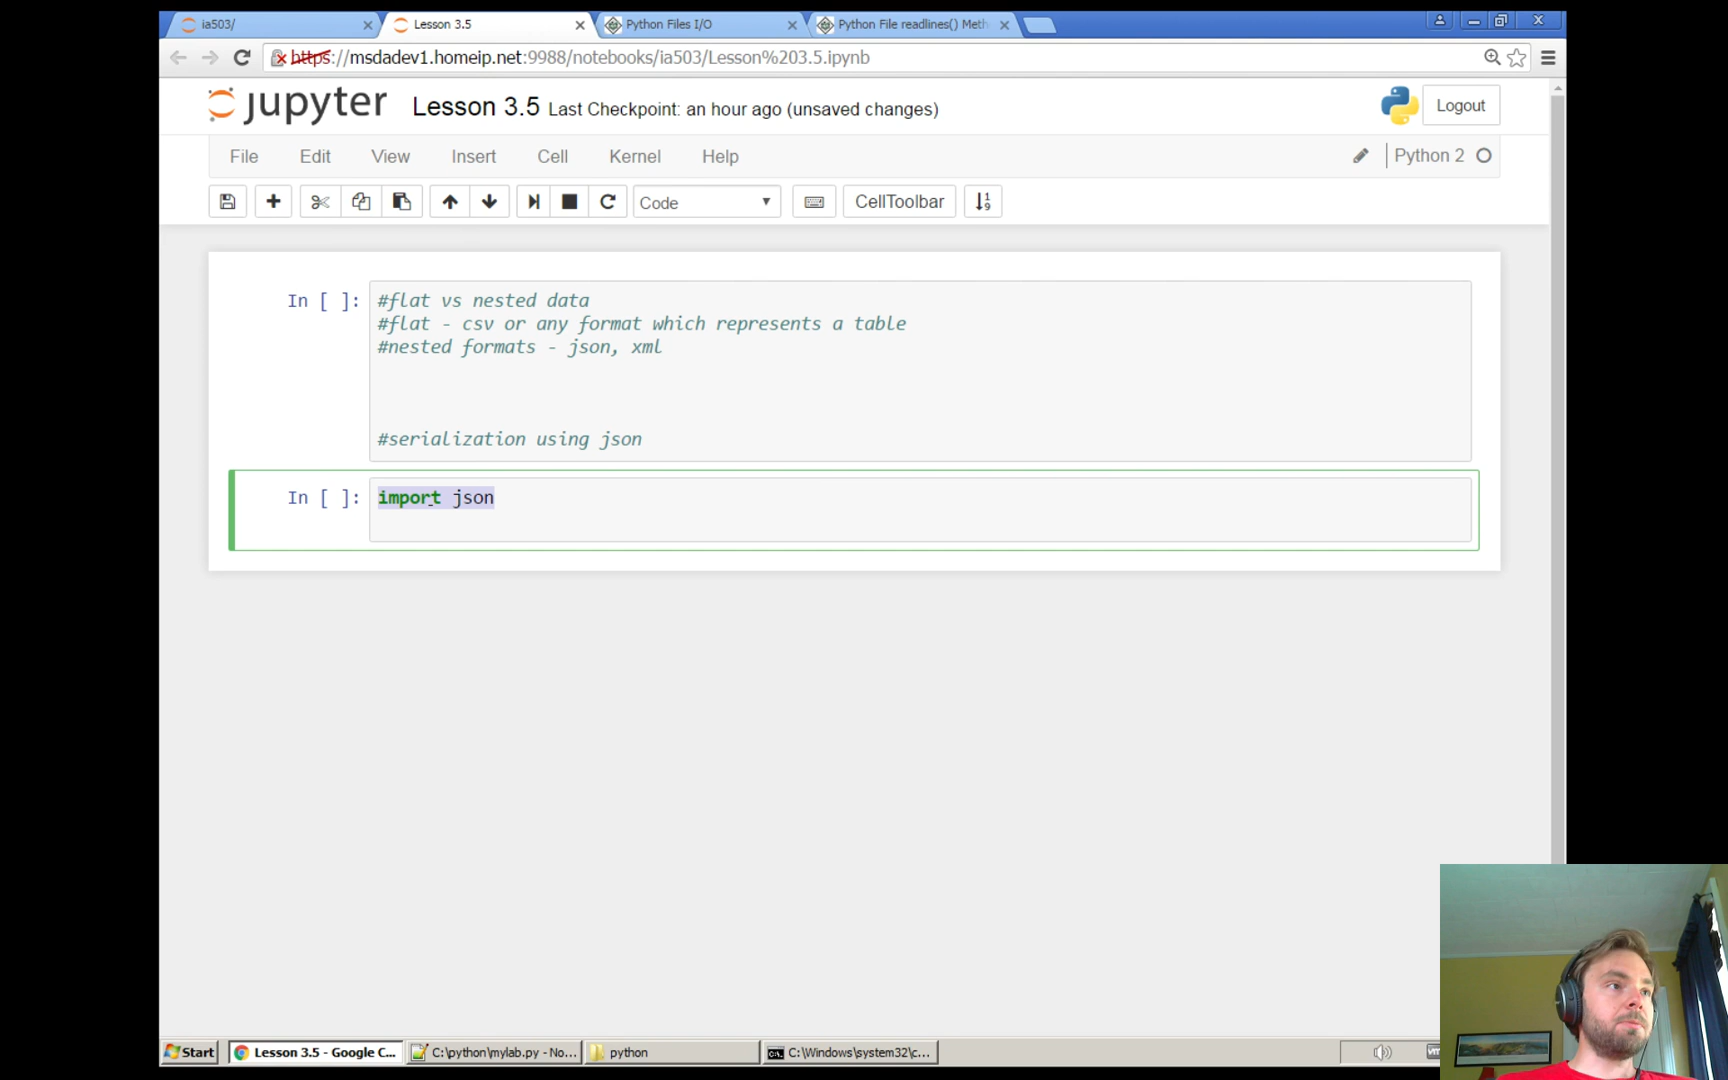 ia503/
Lesson 3.5
Python Files I/O
Python File readlines() Meth
https://msdadev1.homeip.net:9988/notebooks/ia503/Lesson%203.5.ipynb
jupyter Lesson 3.5 Last Checkpoint: an hour ago (unsaved changes)
Logout
File Edit View Insert Cell Kernel Help
Python 2
Code
CellToolbar
In [ ]:
#flat vs nested data
#flat - csv or any format which represents a table
#nested formats - json, xml
#serialization using json
In [ ]:
import json
Start
Lesson 3.5 - Google C...
C:\python\mylab.py - No...
python
C:\Windows\system32\c...